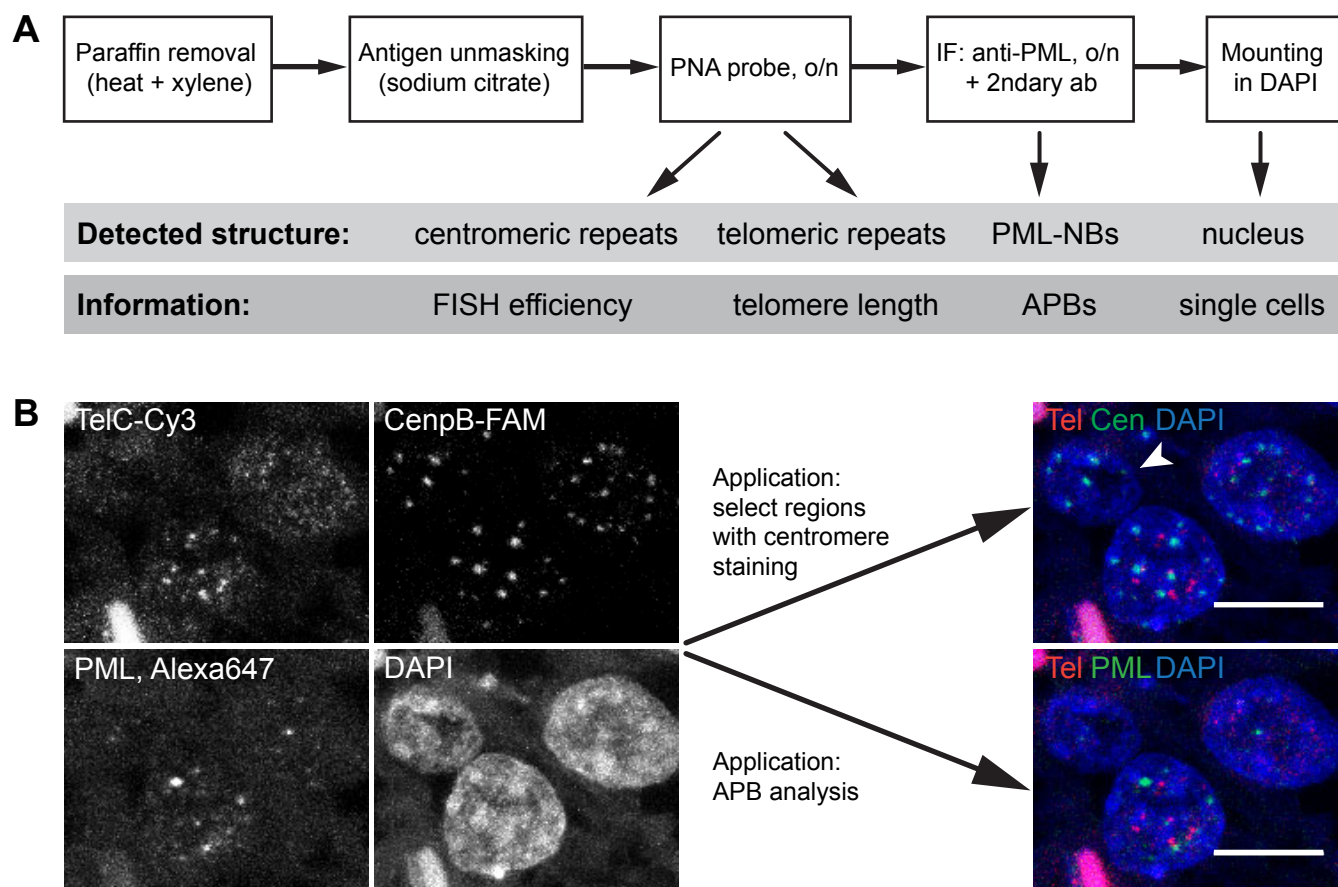 A
Paraffin removal
(heat + xylene)
Antigen unmasking
(sodium citrate)
PNA probe, o/n
IF: anti-PML, o/n
+ 2ndary ab
Mounting
in DAPI
Detected structure: centromeric repeats telomeric repeats PML-NBs nucleus
Information: FISH efficiency telomere length APBs single cells
B
TelC-Cy3
CenpB-FAM
PML, Alexa647
DAPI
Application:
select regions
with centromere
staining
Application:
APB analysis
Tel Cen DAPI
Tel PML DAPI